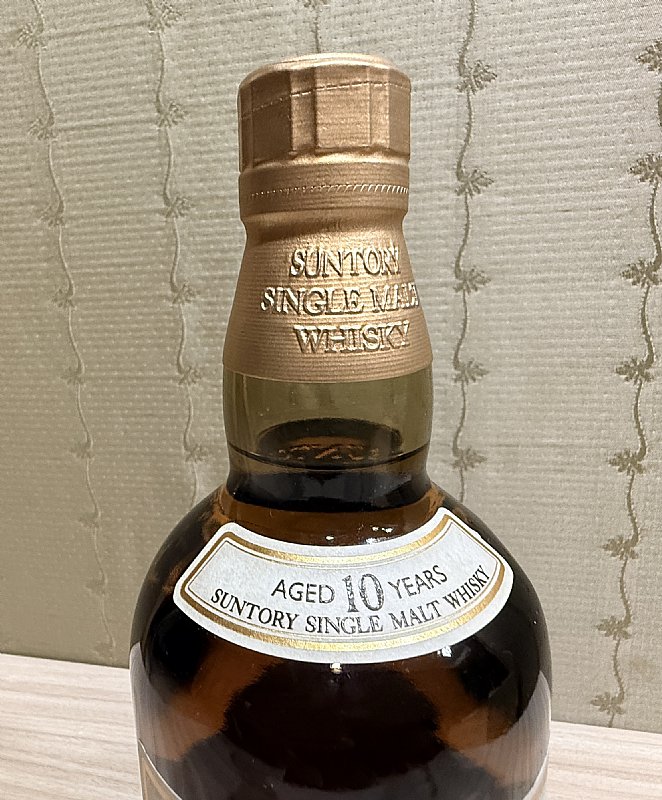 SUNTORY
SINGLE MALT
WHISKY
AGED 10 YEARS
SUNTORY SINGLE MALT WHISKY